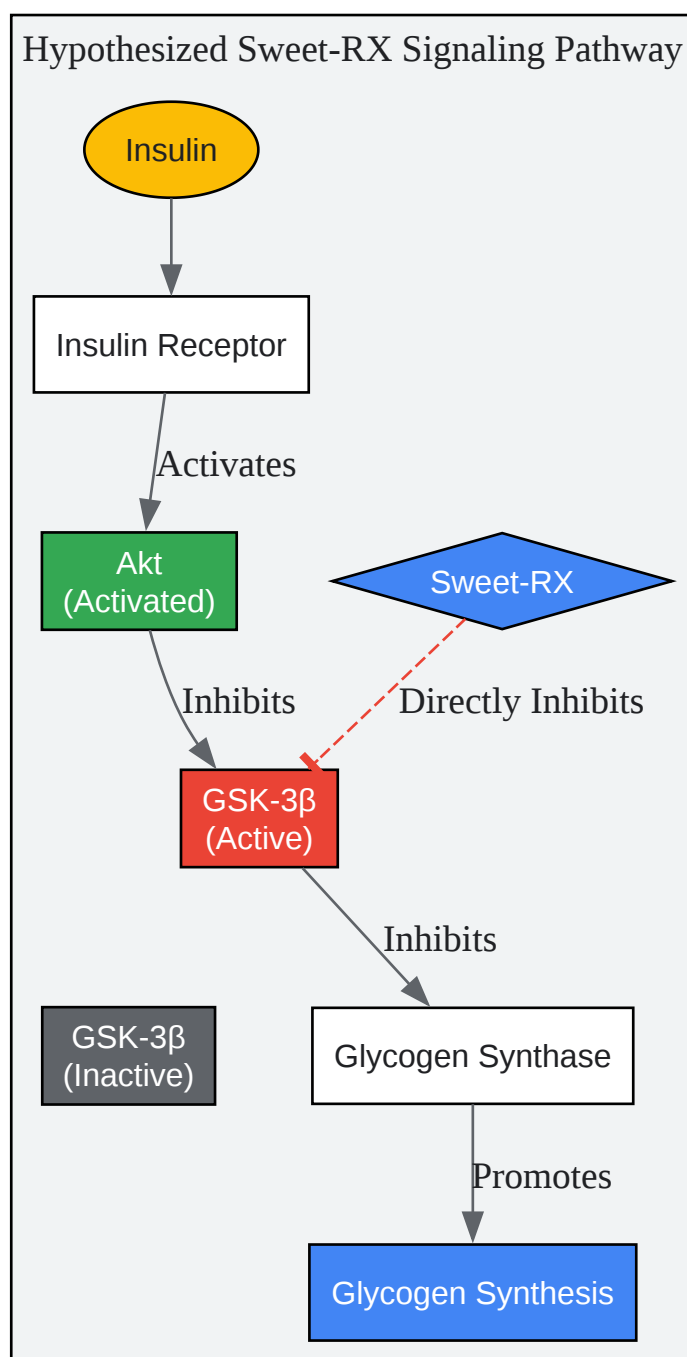 Hypothesized Sweet-RX Signaling Pathway
Insulin
Insulin Receptor
Activates
Akt
(Activated)
Sweet-RX
Inhibits
Directly Inhibits
GSK-3β
(Active)
Inhibits
GSK-3β
(Inactive)
Glycogen Synthase
Promotes
Glycogen Synthesis